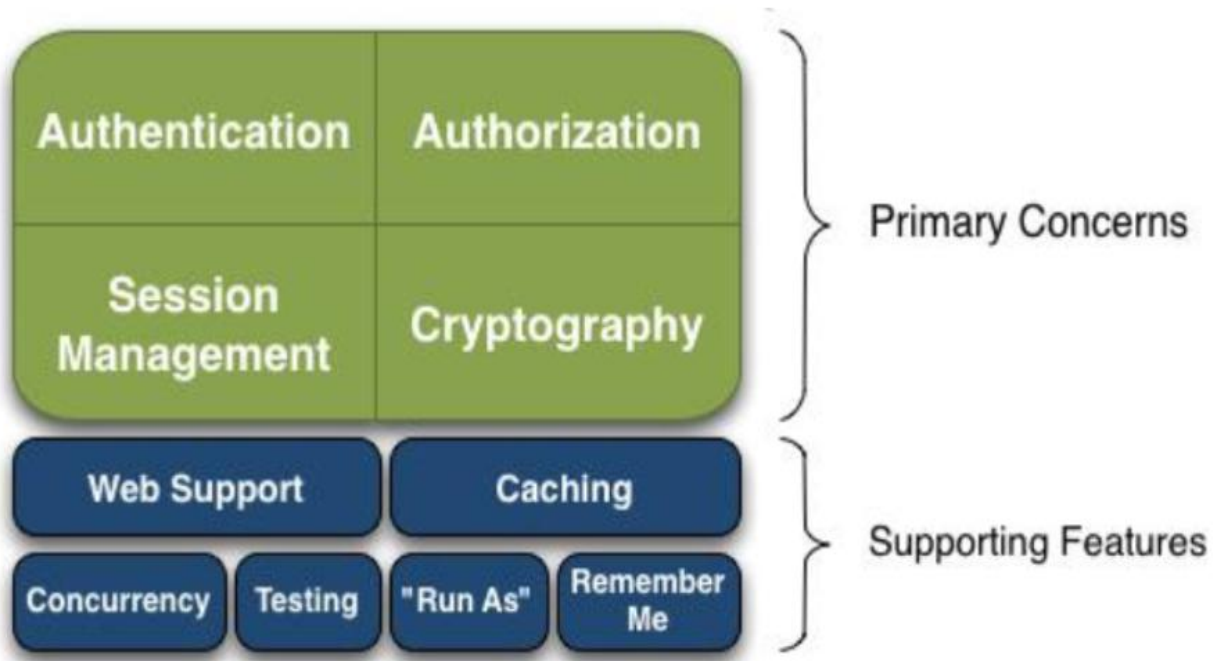 Authentication
Authorization
Session
Management
Cryptography
Primary Concerns
Web Support
Caching
Concurrency
Testing
"Run As"
Remember
Me
Supporting Features